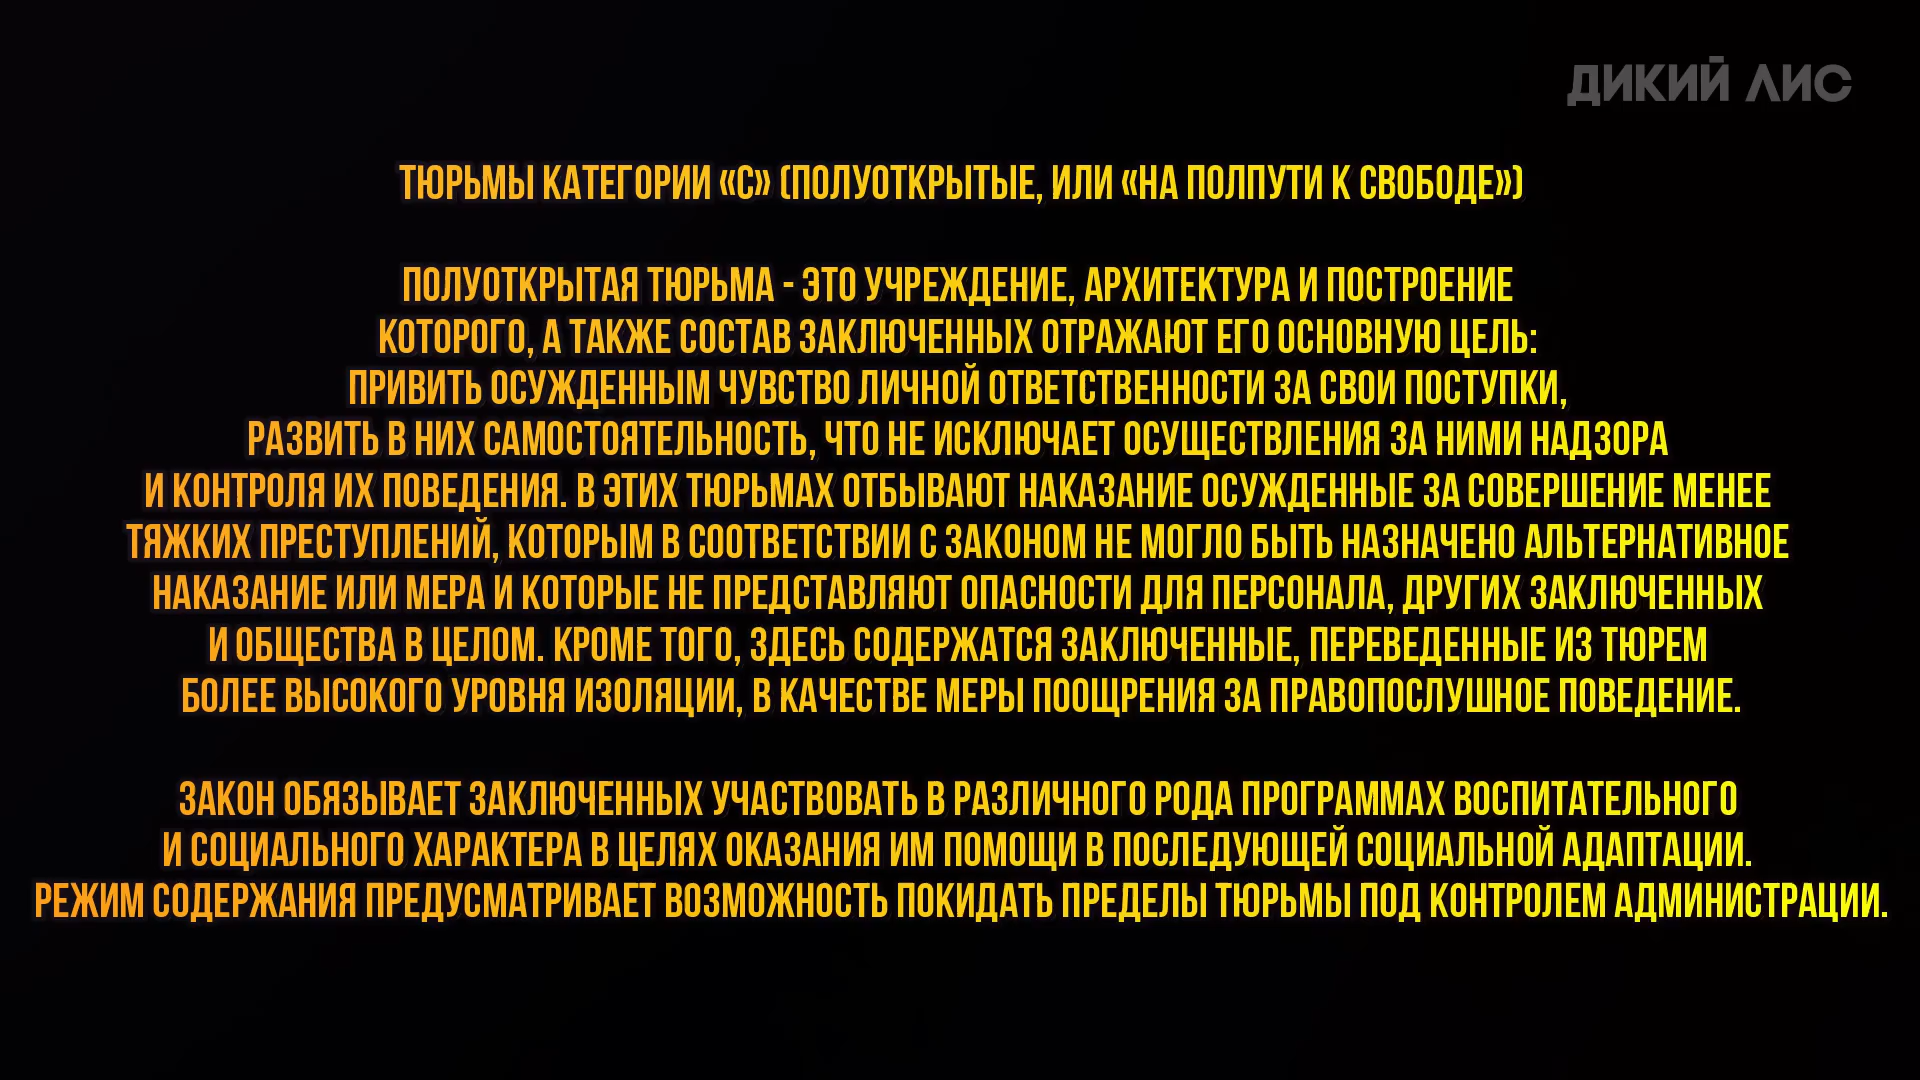 ДИКИЙ ЛИС
ТЮРЬМЫ КАТЕГОРИИ «С» (ПОЛУОТКРЫТЫЕ, ИЛИ «НА ПОЛПУТИ К СВОБОДЕ»)
ПОЛУОТКРЫТАЯ ТЮРЬМА - ЭТО УЧРЕЖДЕНИЕ, АРХИТЕКТУРА И ПОСТРОЕНИЕ
КОТОРОГО, А ТАКЖЕ СОСТАВ ЗАКЛЮЧЕННЫХ ОТРАЖАЮТ ЕГО ОСНОВНУЮ ЦЕЛЬ:
ПРИВИТЬ ОСУЖДЕННЫМ ЧУВСТВО ЛИЧНОЙ ОТВЕТСТВЕННОСТИ ЗА СВОИ ПОСТУПКИ,
РАЗВИТЬ В НИХ САМОСТОЯТЕЛЬНОСТЬ, ЧТО НЕ ИСКЛЮЧАЕТ ОСУЩЕСТВЛЕНИЯ ЗА НИМИ НАДЗОРА
И КОНТРОЛЯ ИХ ПОВЕДЕНИЯ. В ЭТИХ ТЮРЬМАХ ОТБЫВАЮТ НАКАЗАНИЕ ОСУЖДЕННЫЕ ЗА СОВЕРШЕНИЕ МЕНЕЕ
ТЯЖКИХ ПРЕСТУПЛЕНИЙ, КОТОРЫМ В СООТВЕТСТВИИ С ЗАКОНОМ НЕ МОГЛО БЫТЬ НАЗНАЧЕНО АЛЬТЕРНАТИВНОЕ
НАКАЗАНИЕ ИЛИ МЕРА И КОТОРЫЕ НЕ ПРЕДСТАВЛЯЮТ ОПАСНОСТИ ДЛЯ ПЕРСОНАЛА, ДРУГИХ ЗАКЛЮЧЕННЫХ
И ОБЩЕСТВА В ЦЕЛОМ. КРОМЕ ТОГО, ЗДЕСЬ СОДЕРЖАТСЯ ЗАКЛЮЧЕННЫЕ, ПЕРЕВЕДЕННЫЕ ИЗ ТЮРЕМ
БОЛЕЕ ВЫСОКОГО УРОВНЯ ИЗОЛЯЦИИ, В КАЧЕСТВЕ МЕРЫ ПООЩРЕНИЯ ЗА ПРАВОПОСЛУШНОЕ ПОВЕДЕНИЕ.
ЗАКОН ОБЯЗЫВАЕТ ЗАКЛЮЧЕННЫХ УЧАСТВОВАТЬ В РАЗЛИЧНОГО РОДА ПРОГРАММАХ ВОСПИТАТЕЛЬНОГО
И СОЦИАЛЬНОГО ХАРАКТЕРА В ЦЕЛЯХ ОКАЗАНИЯ ИМ ПОМОЩИ В ПОСЛЕДУЮЩЕЙ СОЦИАЛЬНОЙ АДАПТАЦИИ.
РЕЖИМ СОДЕРЖАНИЯ ПРЕДУСМАТРИВАЕТ ВОЗМОЖНОСТЬ ПОКИДАТЬ ПРЕДЕЛЫ ТЮРЬМЫ ПОД КОНТРОЛЕМ АДМИНИСТРАЦИИ.